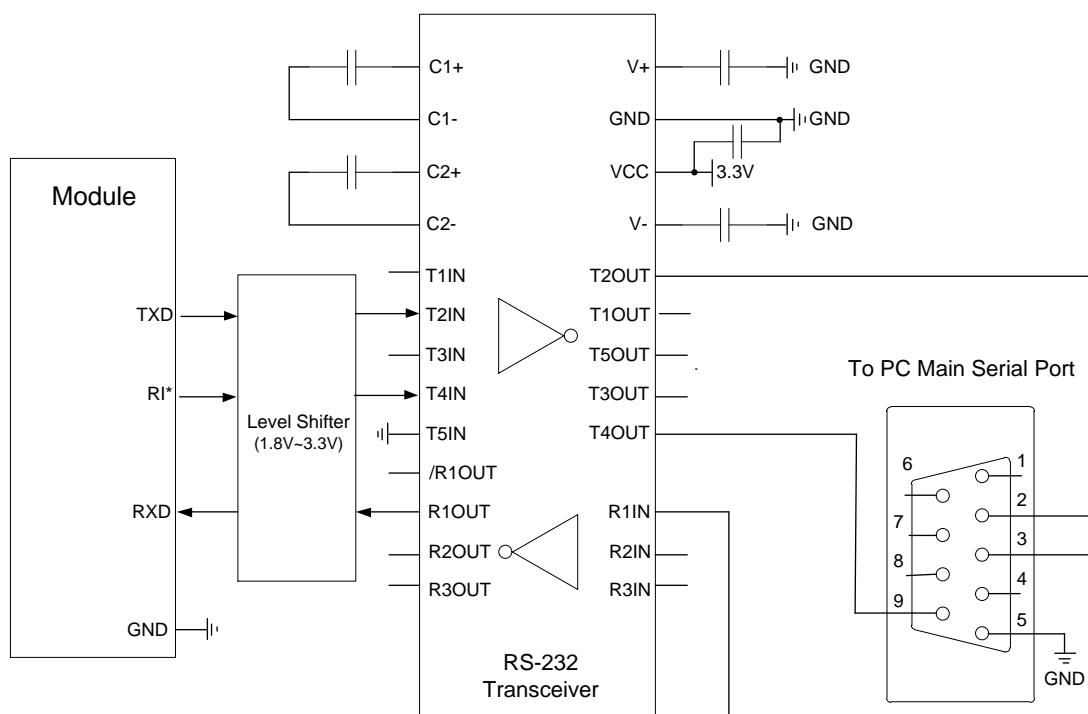 Module
TXD
RI*
RXD
GND
Level Shifter
(1.8V~3.3V)
C1+
C1-
C2+
C2-
T1IN
T2IN
T3IN
T4IN
T5IN
/R1OUT
R1OUT
R2OUT
R3OUT
V+
GND
VCC
V-
T2OUT
T1OUT
T5OUT
T3OUT
T4OUT
R1IN
R2IN
R3IN
RS-232
Transceiver
GND
GND
3.3V
GND
To PC Main Serial Port
6
7
8
9
1
2
3
4
5
GND